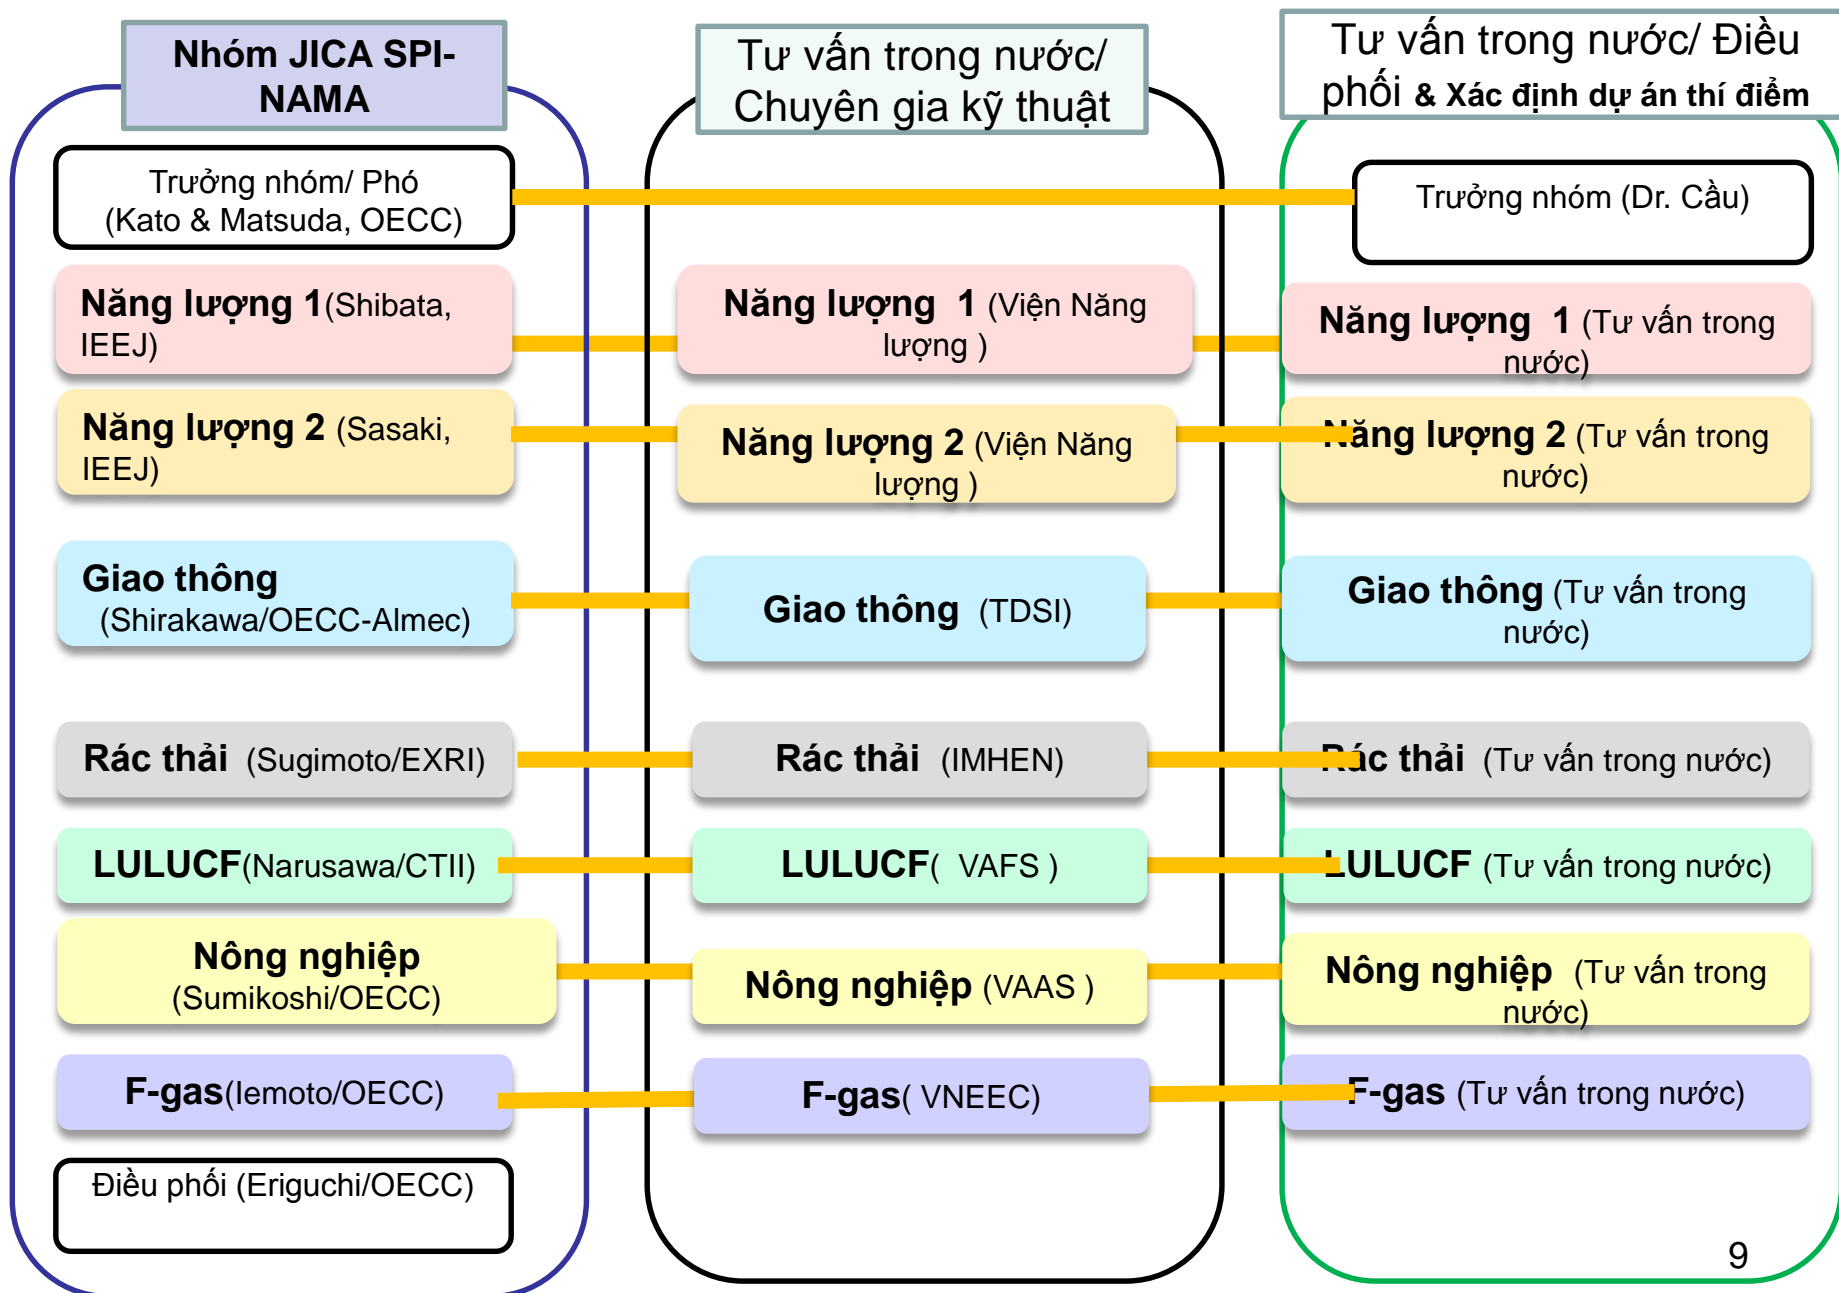 Nhóm JICA SPI-
NAMA
Trưởng nhóm/ Phó
(Kato & Matsuda, OECC)
Năng lượng 1(Shibata,
IEEJ)
Năng lượng 2 (Sasaki,
IEEJ)
Giao thông
(Shirakawa/OECC-Almec)
Rác thải (Sugimoto/EXRI)
LULUCF(Narusawa/CTII)
Nông nghiệp
(Sumikoshi/OECC)
F-gas(Iemoto/OECC)
Điều phối (Eriguchi/OECC)
Tư vấn trong nước/
Chuyên gia kỹ thuật
Năng lượng 1 (Viện Năng
lượng )
Năng lượng 2 (Viện Năng
lượng )
Giao thông (TDSI)
Rác thải (IMHEN)
LULUCF( VAFS )
Nông nghiệp (VAAS )
F-gas( VNEEC)
Tư vấn trong nước/ Điều
phối & Xác định dự án thí điểm
Trưởng nhóm (Dr. Cầu)
Năng lượng 1 (Tư vấn trong
nước)
Năng lượng 2 (Tư vấn trong
nước)
Giao thông (Tư vấn trong
nước)
Rác thải (Tư vấn trong nước)
LULUCF (Tư vấn trong nước)
Nông nghiệp (Tư vấn trong
nước)
F-gas (Tư vấn trong nước)
9